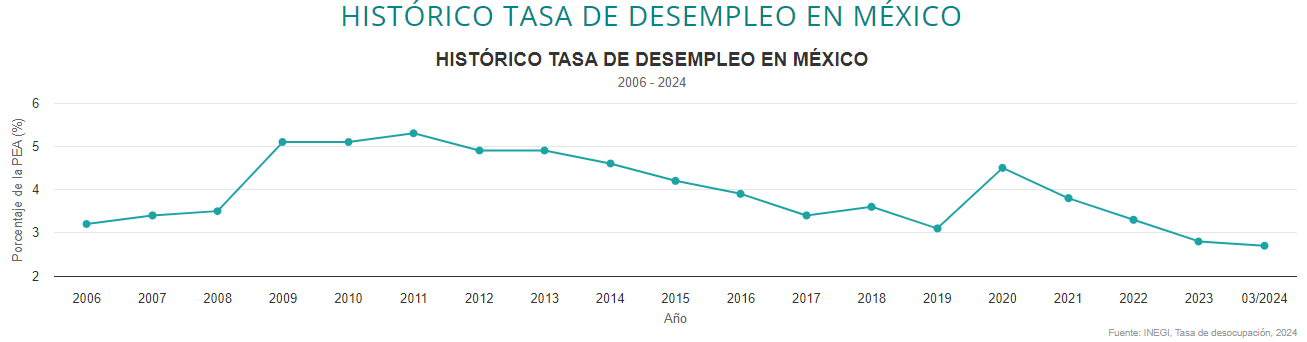 HISTÓRICO TASA DE DESEMPLEO EN MÉXICO
HISTÓRICO TASA DE DESEMPLEO EN MÉXICO
2006 - 2024
Porcentaje de la PEA (%)
6
5
4
3
2
2006 2007 2008 2009 2010 2011 2012 2013 2014 2015 2016 2017 2018 2019 2020 2021 2022 2023 03/2024
Año
Fuente: INEGI, Tasa de desocupación, 2024